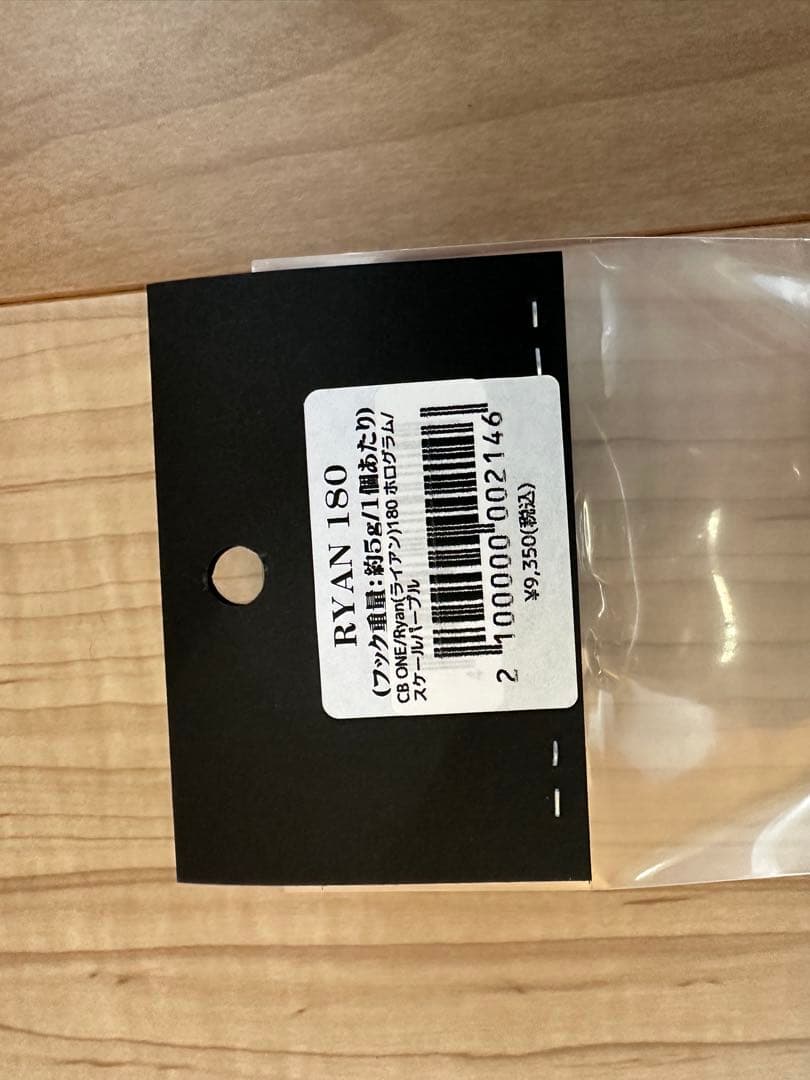 RYAN 180
(フック重量:約5g/1個あたり)
CB ONE/Ryan(ライアン)180 ホログラム/
スケールパープル
2 100000 002146
¥9,350(税込)